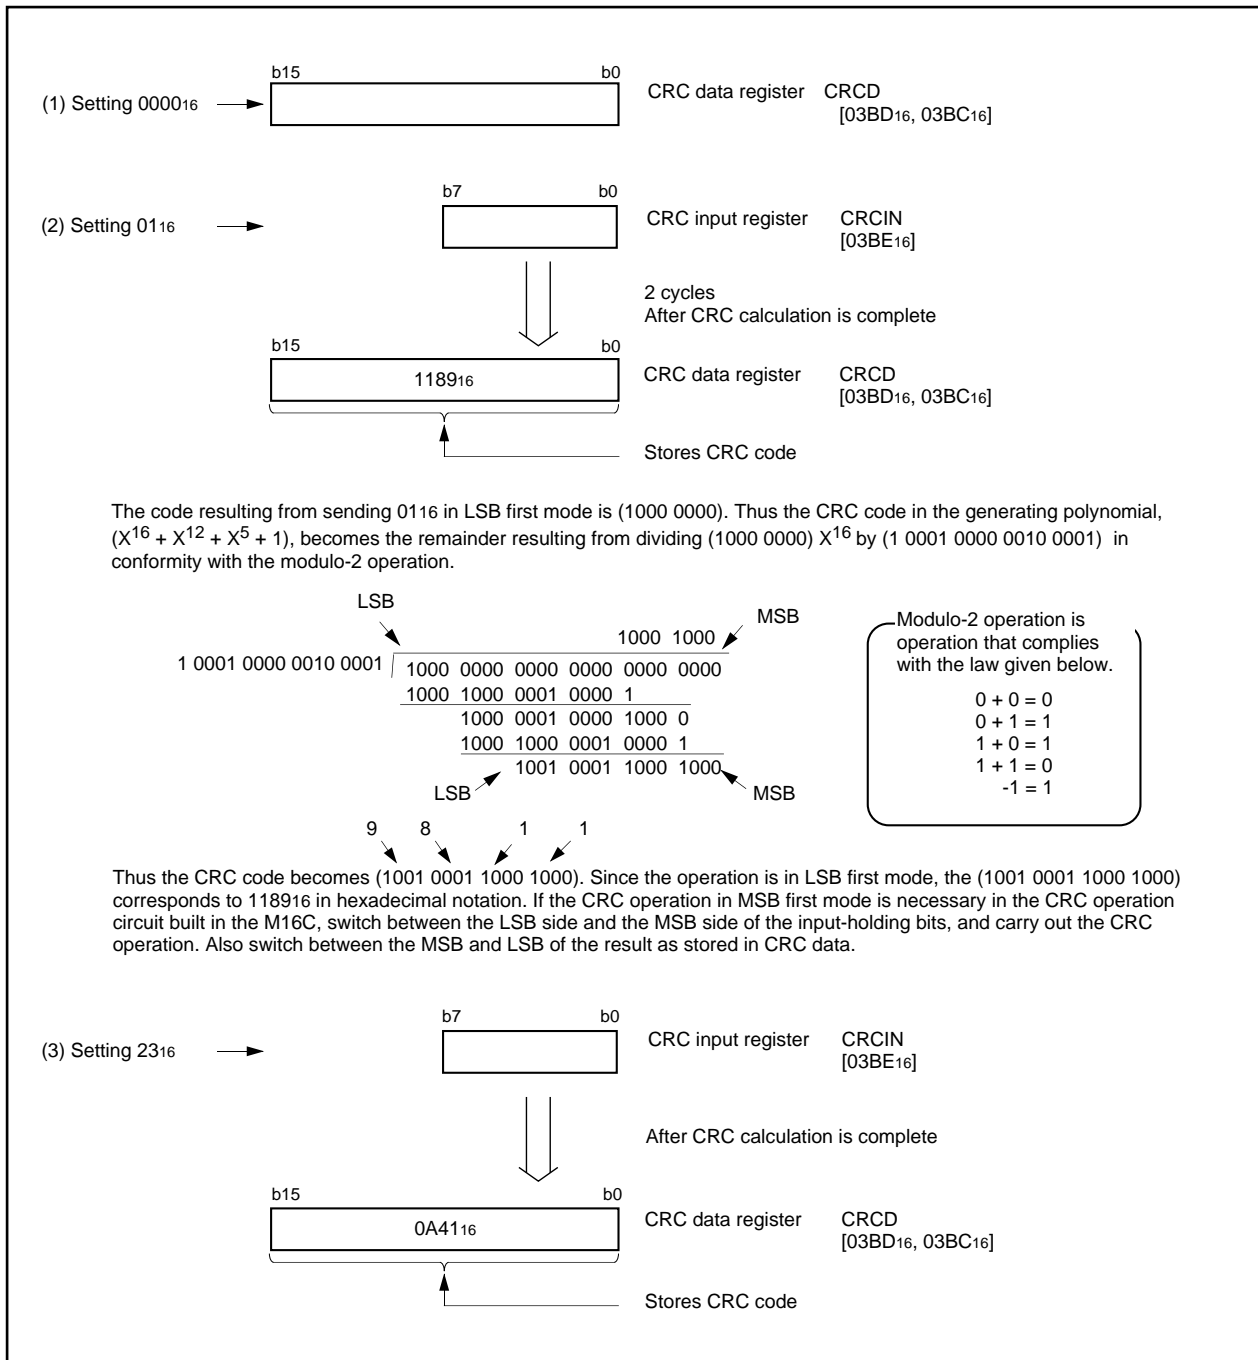 b15 b0
(1) Setting 0000₁₆
CRC data register CRCD
[03BD₁₆, 03BC₁₆]
b7 b0
(2) Setting 01₁₆
CRC input register CRCIN
[03BE₁₆]
2 cycles
After CRC calculation is complete
b15 b0
1189₁₆
CRC data register CRCD
[03BD₁₆, 03BC₁₆]
Stores CRC code
The code resulting from sending 01₁₆ in LSB first mode is (1000 0000). Thus the CRC code in the generating polynomial,
(X¹⁶ + X¹² + X⁵ + 1), becomes the remainder resulting from dividing (1000 0000) X¹⁶ by (1 0001 0000 0010 0001) in
conformity with the modulo-2 operation.
LSB
MSB
1000 1000
1 0001 0000 0010 0001
1000 0000 0000 0000 0000 0000
1000 1000 0001 0000 1
1000 0001 0000 1000 0
1000 1000 0001 0000 1
1001 0001 1000 1000
LSB
MSB
Modulo-2 operation is
operation that complies
with the law given below.
0 + 0 = 0
0 + 1 = 1
1 + 0 = 1
1 + 1 = 0
-1 = 1
9 8 1 1
Thus the CRC code becomes (1001 0001 1000 1000). Since the operation is in LSB first mode, the (1001 0001 1000 1000)
corresponds to 1189₁₆ in hexadecimal notation. If the CRC operation in MSB first mode is necessary in the CRC operation
circuit built in the M16C, switch between the LSB side and the MSB side of the input-holding bits, and carry out the CRC
operation. Also switch between the MSB and LSB of the result as stored in CRC data.
b7 b0
(3) Setting 23₁₆
CRC input register CRCIN
[03BE₁₆]
After CRC calculation is complete
b15 b0
0A41₁₆
CRC data register CRCD
[03BD₁₆, 03BC₁₆]
Stores CRC code